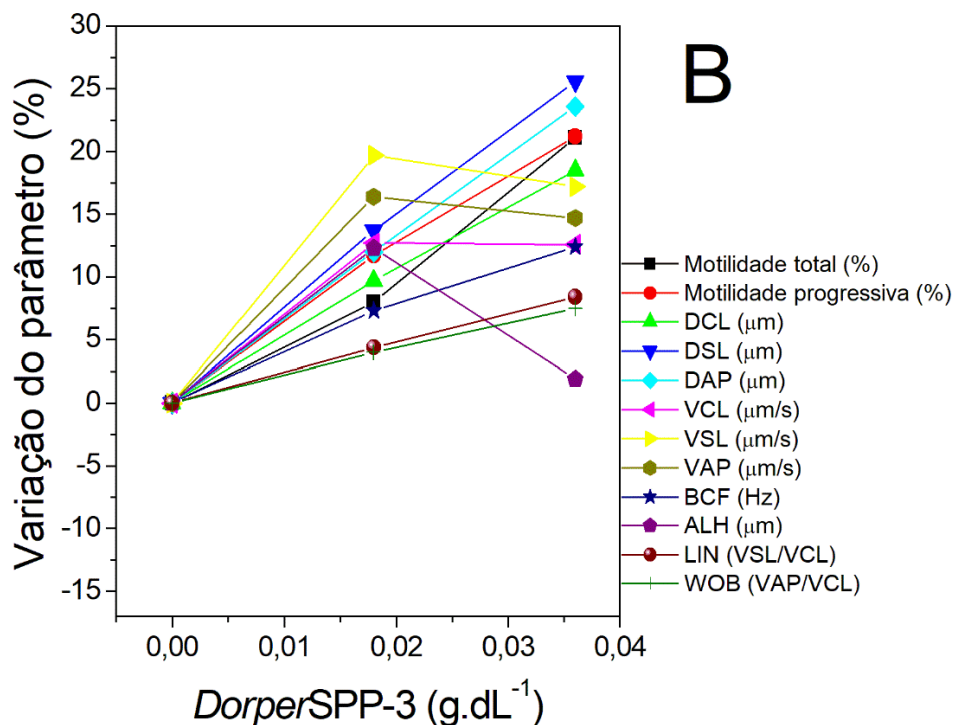 B
Variação do parâmetro (%)
30
25
20
15
10
5
0
-5
-10
-15
0,00 0,01 0,02 0,03 0,04
DorperSPP-3 (g.dL⁻¹)
Motilidade total (%)
Motilidade progressiva (%)
DCL (μm)
DSL (μm)
DAP (μm)
VCL (μm/s)
VSL (μm/s)
VAP (μm/s)
BCF (Hz)
ALH (μm)
LIN (VSL/VCL)
WOB (VAP/VCL)